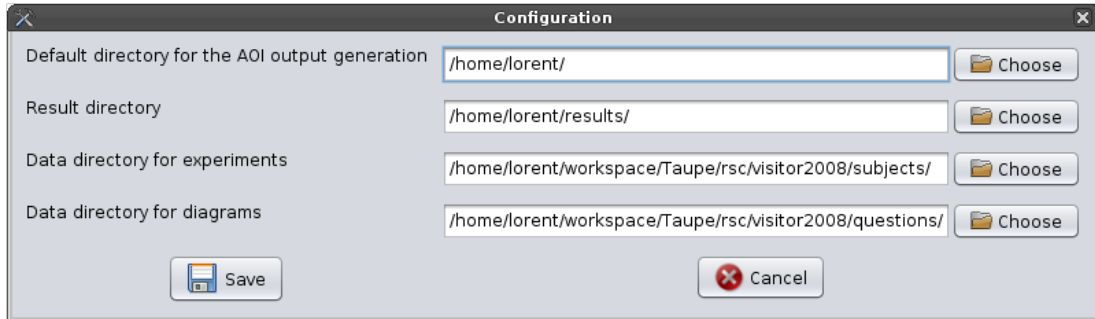 Configuration
Default directory for the AOI output generation /home/lorent/ Choose
Result directory /home/lorent/results/ Choose
Data directory for experiments /home/lorent/workspace/Taupe/rsc/visitor2008/subjects/ Choose
Data directory for diagrams /home/lorent/workspace/Taupe/rsc/visitor2008/questions/ Choose
Save Cancel